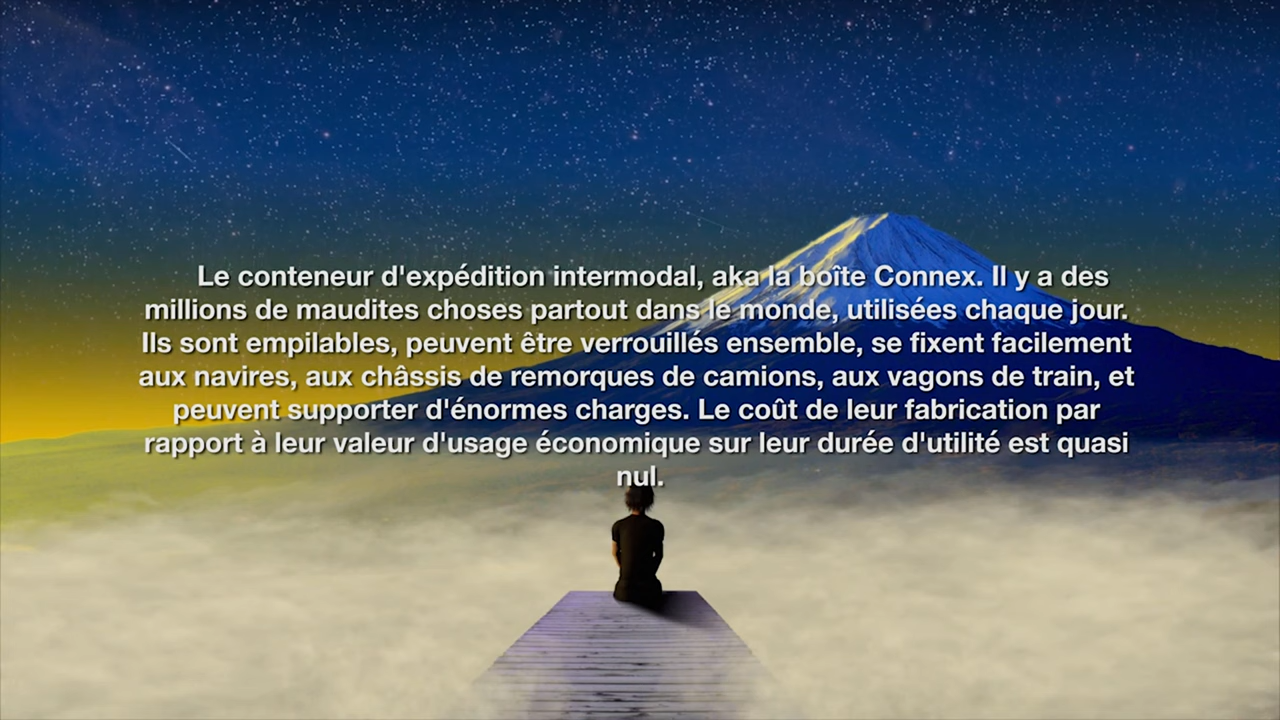 Le conteneur d'expédition intermodal, aka la boîte Connex. Il y a des
millions de maudites choses partout dans le monde, utilisées chaque jour.
Ils sont empilables, peuvent être verrouillés ensemble, se fixent facilement
aux navires, aux châssis de remorques de camions, aux vagons de train, et
peuvent supporter d'énormes charges. Le coût de leur fabrication par
rapport à leur valeur d'usage économique sur leur durée d'utilité est quasi
nul.